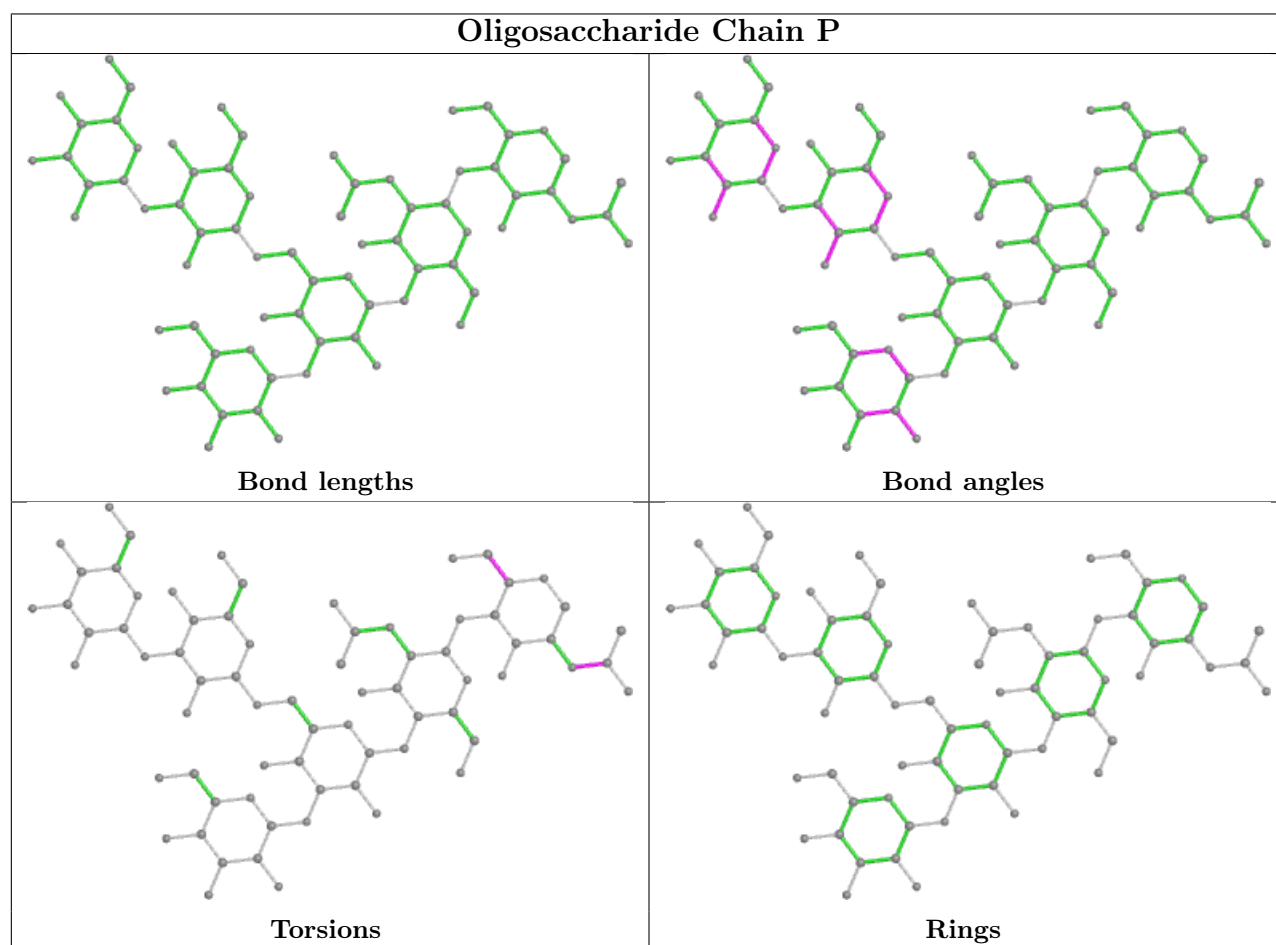 Oligosaccharide Chain P
Bond lengths
Bond angles
Torsions
Rings